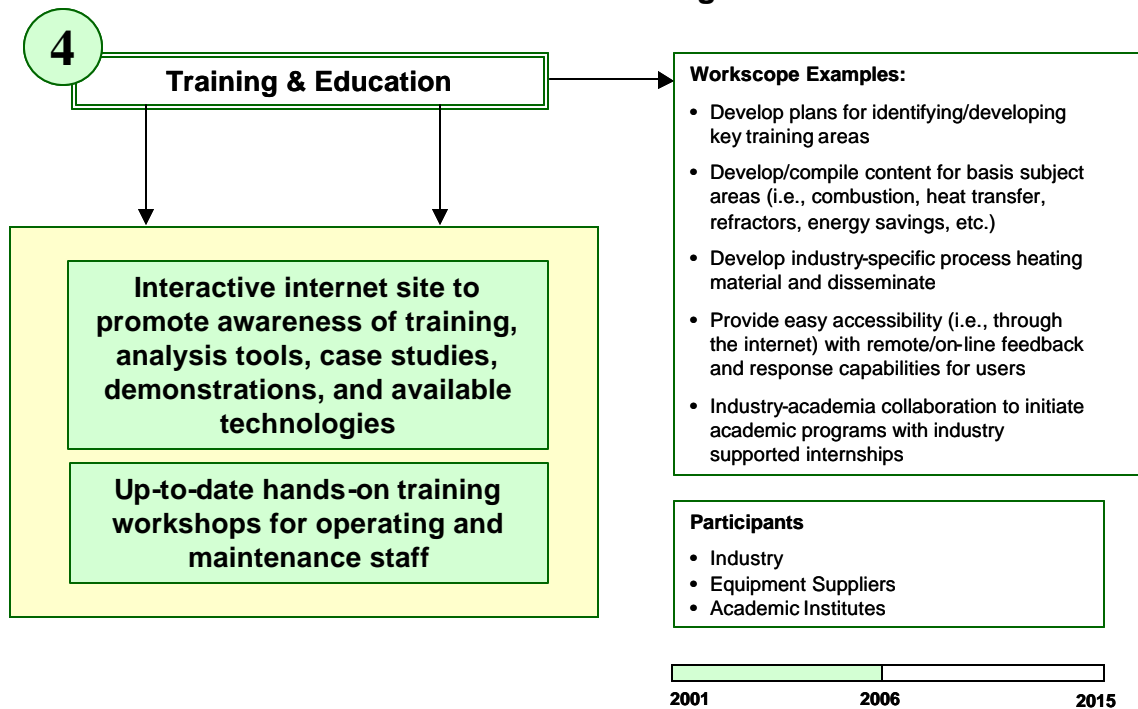 4
Training & Education
Interactive internet site to
promote awareness of training,
analysis tools, case studies,
demonstrations, and available
technologies
Up-to-date hands-on training
workshops for operating and
maintenance staff
Workscope Examples:
• Develop plans for identifying/developing
key training areas
• Develop/compile content for basis subject
areas (i.e., combustion, heat transfer,
refractors, energy savings, etc.)
• Develop industry-specific process heating
material and disseminate
• Provide easy accessibility (i.e., through
the internet) with remote/on-line feedback
and response capabilities for users
• Industry-academia collaboration to initiate
academic programs with industry
supported internships
Participants
• Industry
• Equipment Suppliers
• Academic Institutes
2001 2006 2015